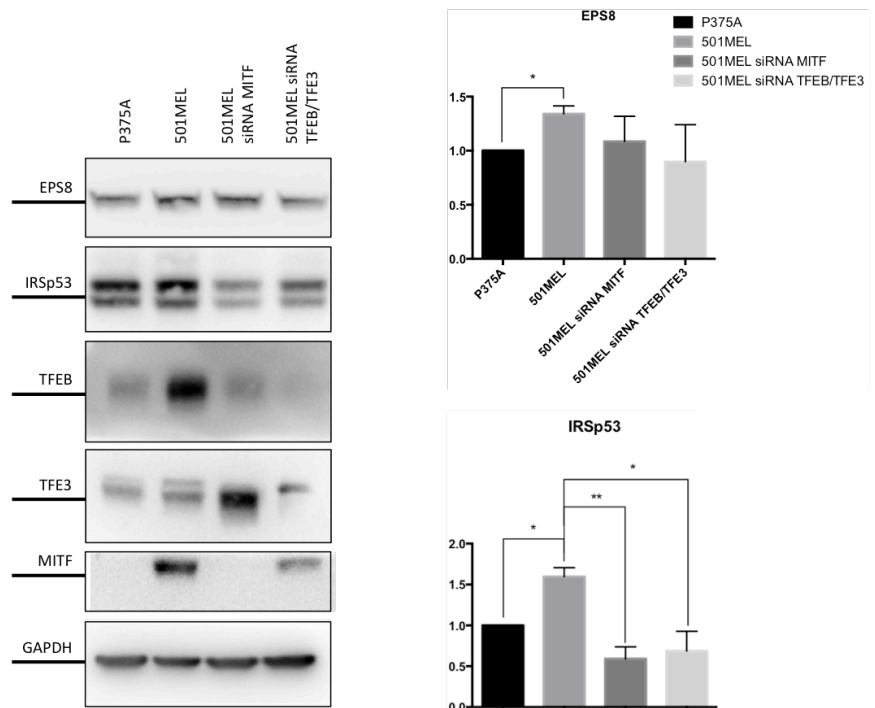 P375A
501MEL
501MEL
siRNA MITF
501MEL siRNA
TFEB/TFE3
EPS8
IRSp53
TFEB
TFE3
MITF
GAPDH
EPS8
P375A
501MEL
501MEL siRNA MITF
501MEL siRNA TFEB/TFE3
*
1.5
1.0
0.5
0.0
P375A
501MEL
501MEL siRNA MITF
501MEL siRNA TFEB/TFE3
IRSp53
*
**
*
2.0
1.5
1.0
0.5
0.0